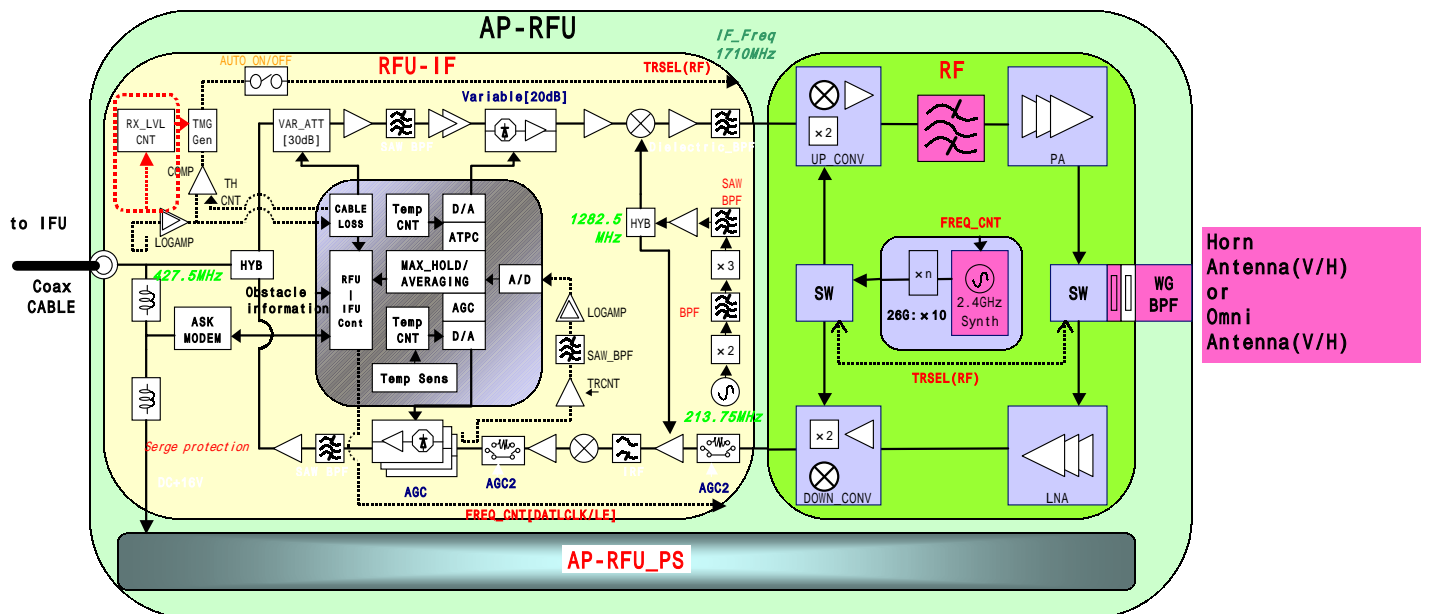 AP-RFU
IF_Freq
1710MHz
RFU-IF
AUTO_ON/OFF
TRSEL(RF)
RF
Variable[20dB]
RX_LVL
CNT
TMG
Gen
VAR_ATT
[30dB]
SAW_BPF
Dielectric_BPF
×2
UP_CONV
PA
COMP
TH
CNT
CABLE
LOSS
Temp
CNT
D/A
ATPC
SAW
BPF
HYB
1282.5
MHz
FREQ_CNT
to IFU
LOGAMP
Coax
CABLE
427.5MHz
HYB
RFU
|
IFU
Cont
MAX_HOLD/
AVERAGING
A/D
×3
SW
×n
2.4GHz
Synth
26G:×10
SW
WG
BPF
Horn
Antenna(V/H)
or
Omni
Antenna(V/H)
Obstacle
information
AGC
LOGAMP
BPF
ASK
MODEM
Temp
CNT
D/A
SAW_BPF
×2
Temp Sens
TRCNT
TRSEL(RF)
213.75MHz
Serge protection
×2
DOWN_CONV
LNA
AGC
AGC2
AGC2
AP-RFU_PS